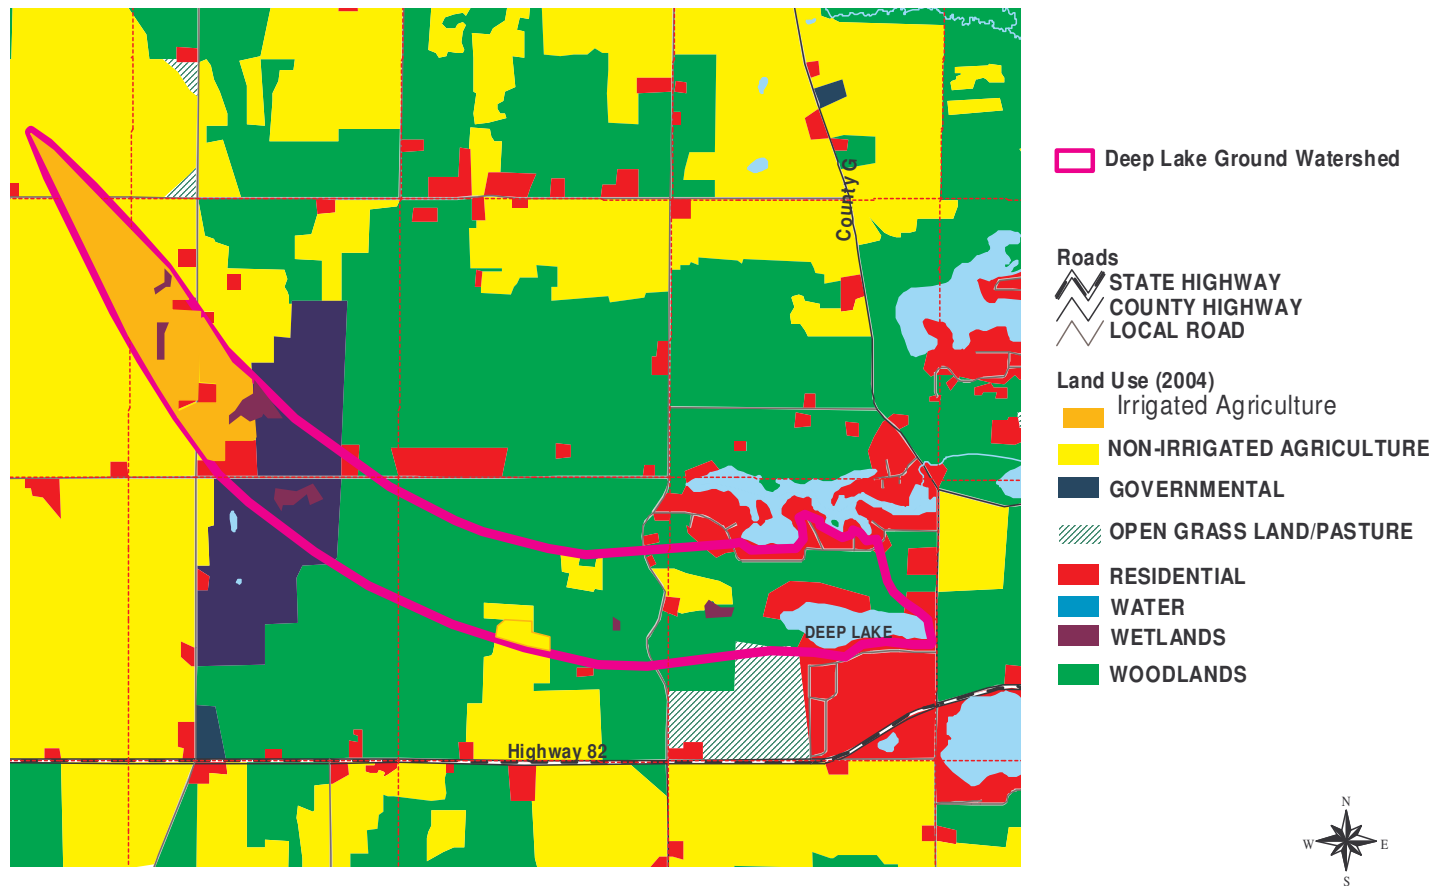 County G
DEEP LAKE
Highway 82
Deep Lake Ground Watershed
Roads
STATE HIGHWAY
COUNTY HIGHWAY
LOCAL ROAD
Land Use (2004)
Irrigated Agriculture
NON-IRRIGATED AGRICULTURE
GOVERNMENTAL
OPEN GRASS LAND/PASTURE
RESIDENTIAL
WATER
WETLANDS
WOODLANDS
N
W E
S